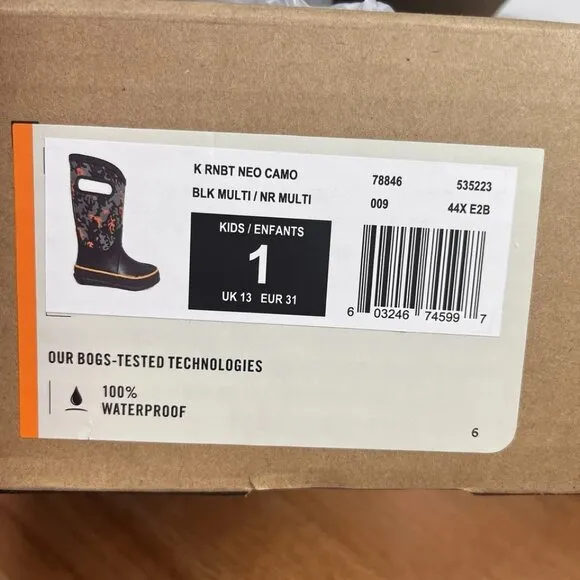 K RNBT NEO CAMO 78846 535223
BLK MULTI / NR MULTI 009 44X E2B
KIDS / ENFANTS
1
UK 13 EUR 31
6 03246 74599 7
OUR BOGS-TESTED TECHNOLOGIES
100%
WATERPROOF
6